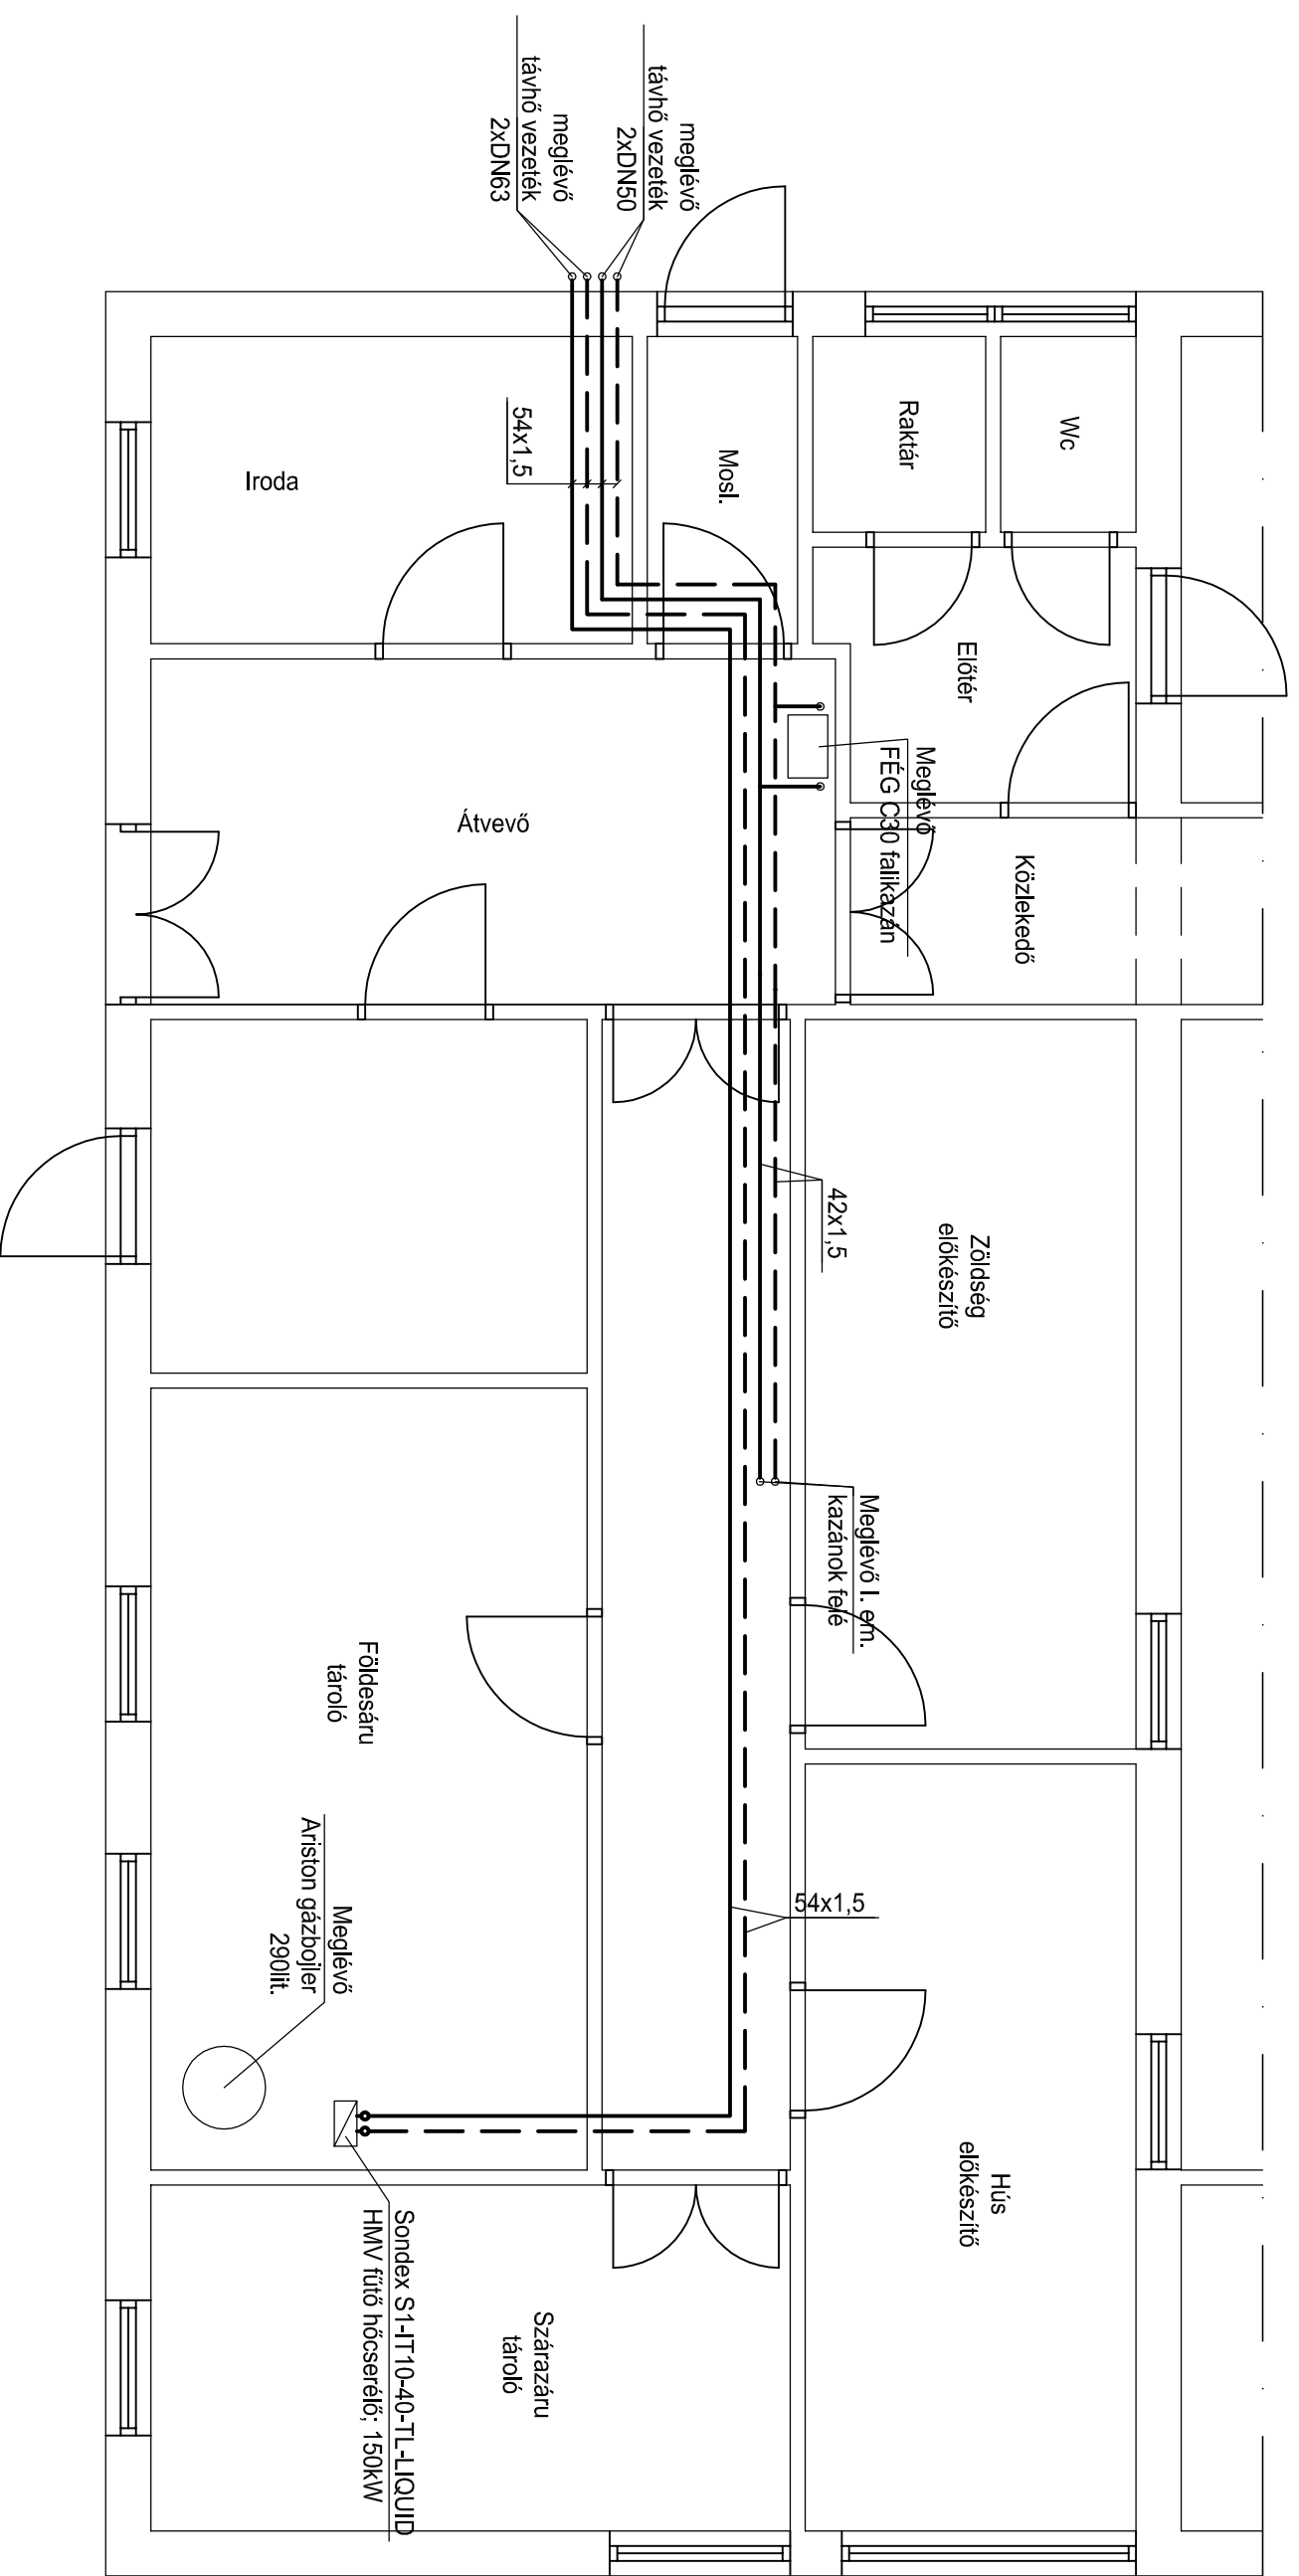 meglévő
távhő vezeték
2xDN50
meglévő
távhő vezeték
2xDN63
54x1,5
Iroda
Mosl.
Raktár
Wc
Előtér
Meglévő
FÉG C30 falikazán
Átvevő
Közlekedő
42x1,5
Zöldség
előkészítő
Meglévő I. em.
kazánok felé
Földesáru
tároló
54x1,5
Meglévő
Ariston gázbojler
290lit.
Hús
előkészítő
Sondex S1-IT10-40-TL-LIQUID
HMV fűtő hőcserélő; 150kW
Szárazáru
tároló